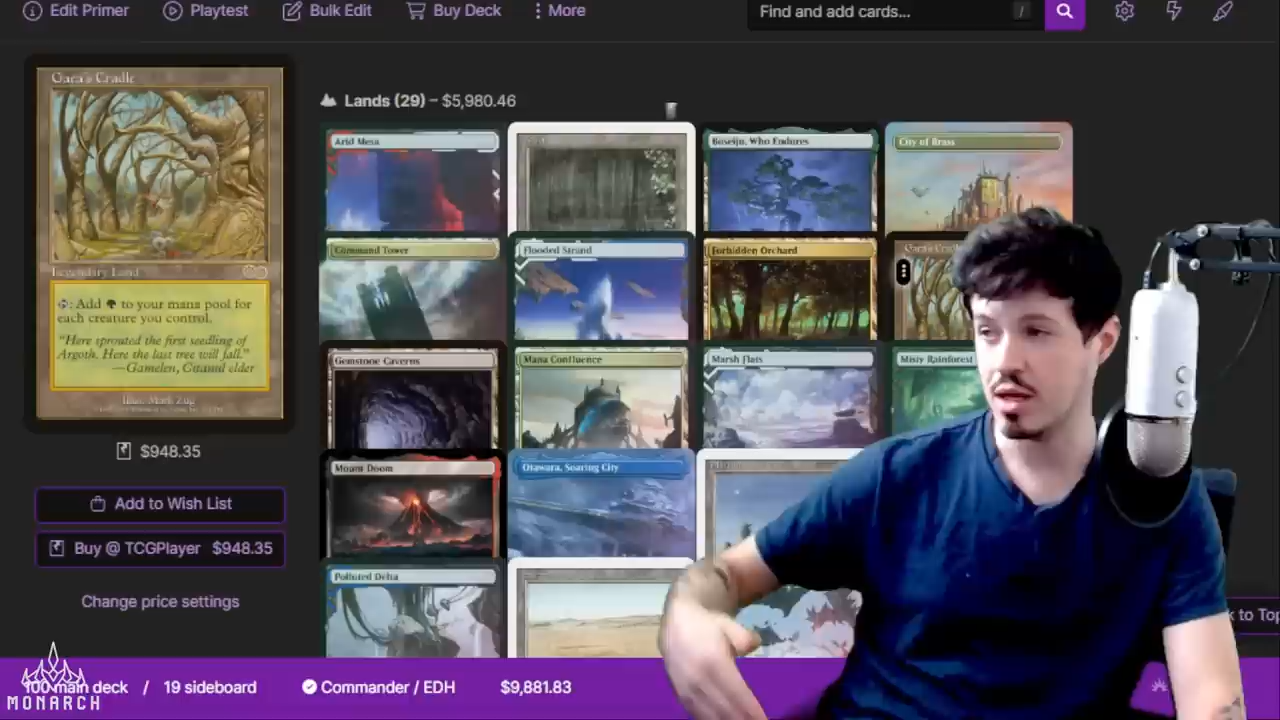 Edit Primer
Playtest
Bulk Edit
Buy Deck
More
Find and add cards...
/
Gaea's Cradle
Legendary Land
: Add to your mana pool for
each creature you control.
"Here sprouted the first seedling of
Argoth. Here the last tree will fall."
—Gamelen, Citanul elder
Illus. Mark Zug
$948.35
Add to Wish List
Buy @ TCGPlayer $948.35
Change price settings
Lands (29) – $5,980.46
Arid Mesa
Boseiju, Who Endures
City of Brass
Command Tower
Flooded Strand
Forbidden Orchard
Gaea's Cradle
Gemstone Caverns
Mana Confluence
Marsh Flats
Misty Rainforest
Mount Doom
Otawara, Soaring City
Polluted Delta
k to Top
100 main deck / 19 sideboard
Commander / EDH
$9,881.83
MONARCH